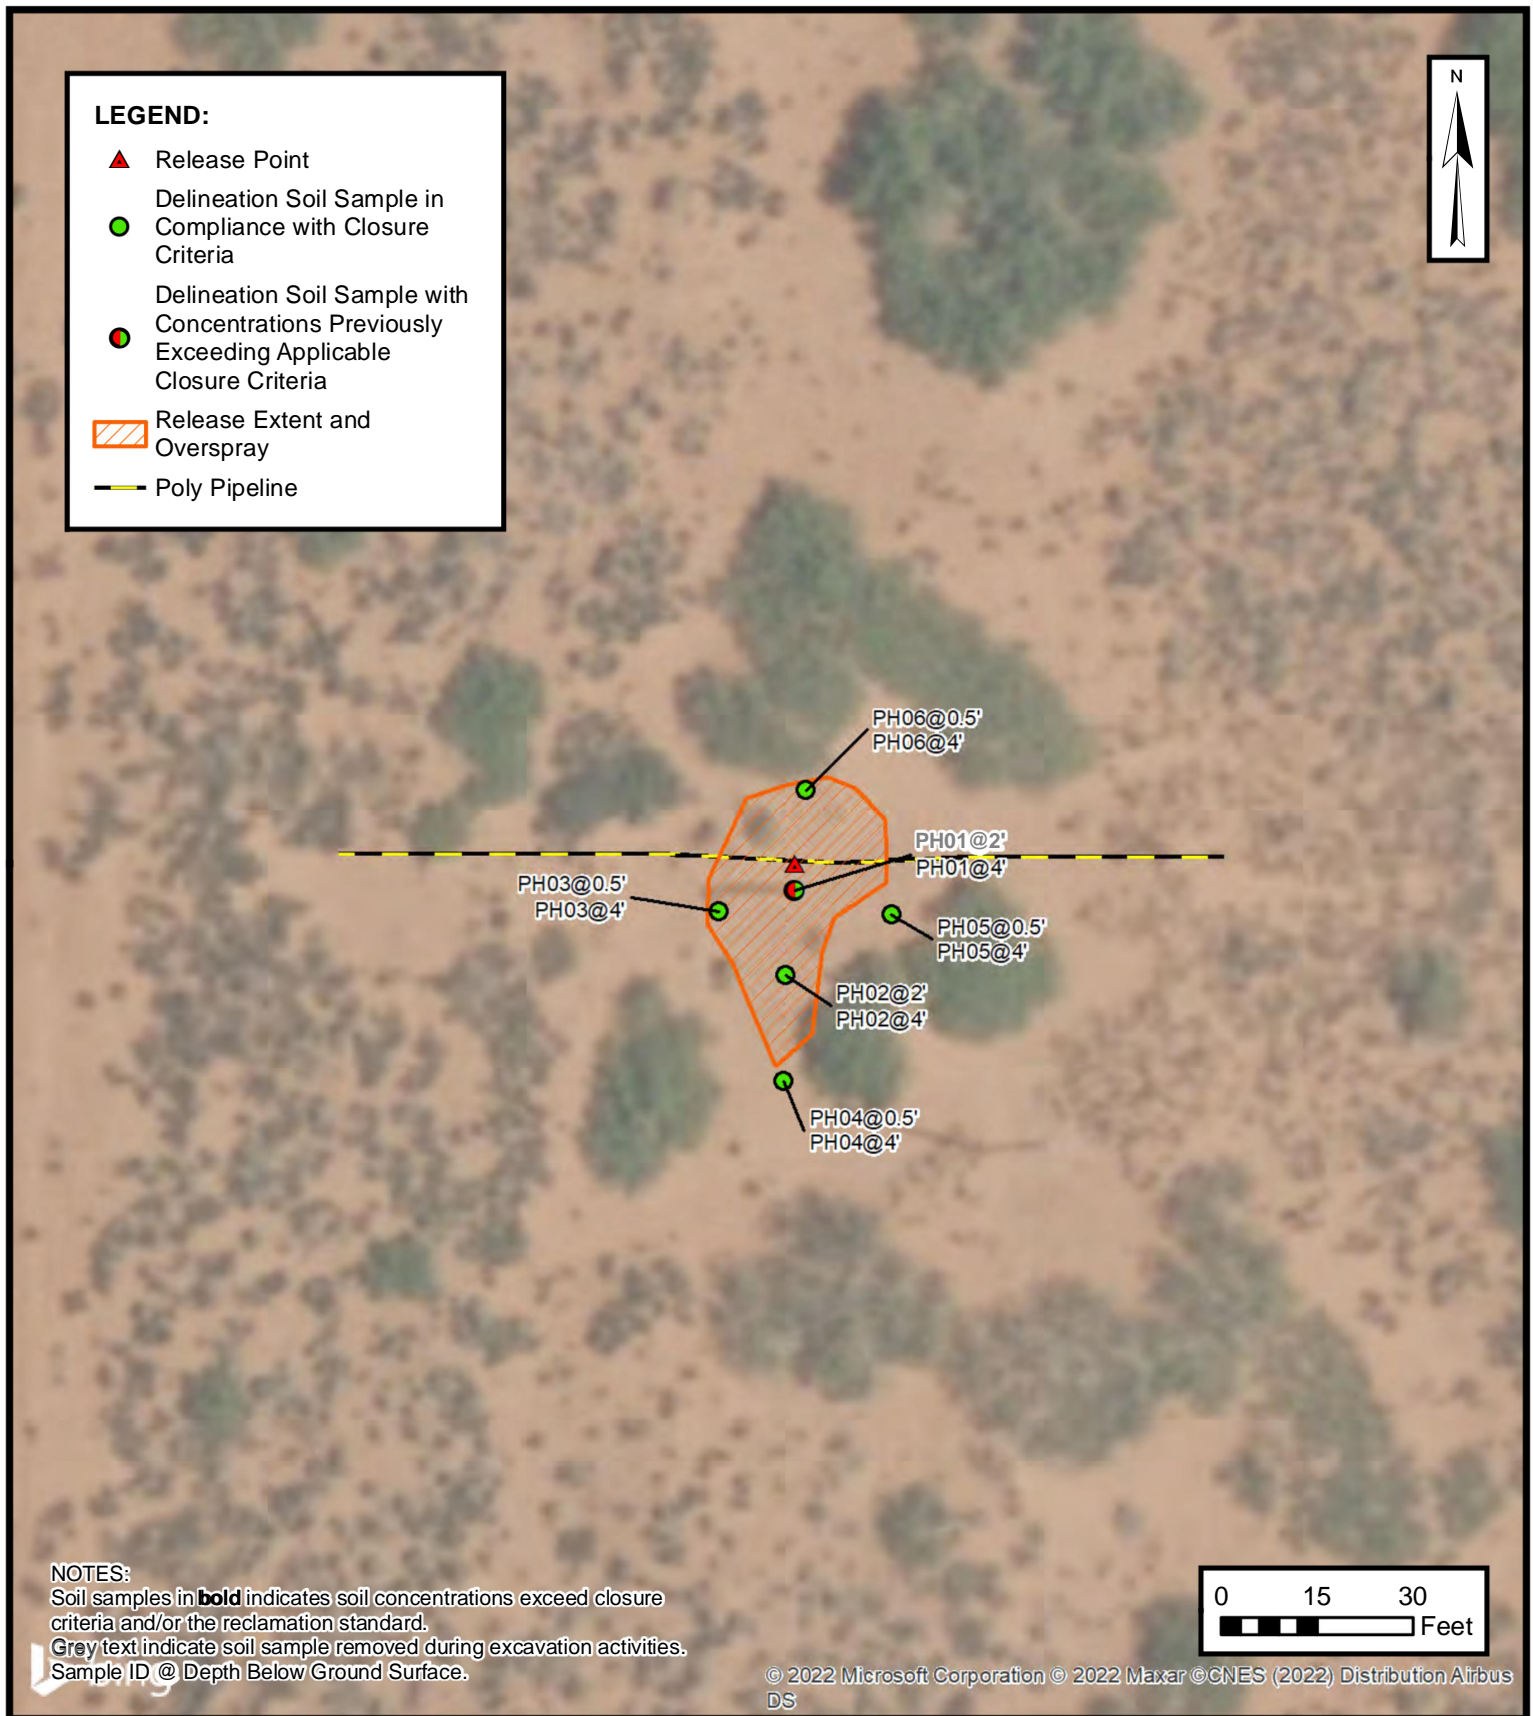 LEGEND:
Release Point
Delineation Soil Sample in
Compliance with Closure
Criteria
Delineation Soil Sample with
Concentrations Previously
Exceeding Applicable
Closure Criteria
Release Extent and
Overspray
Poly Pipeline
N
PH06@0.5'
PH06@4'
PH01@2'
PH01@4'
PH03@0.5'
PH03@4'
PH05@0.5'
PH05@4'
PH02@2'
PH02@4'
PH04@0.5'
PH04@4'
NOTES:
Soil samples in bold indicates soil concentrations exceed closure
criteria and/or the reclamation standard.
Grey text indicate soil sample removed during excavation activities.
Sample ID @ Depth Below Ground Surface.
bing
0 15 30
Feet
© 2022 Microsoft Corporation © 2022 Maxar ©CNES (2022) Distribution Airbus
DS